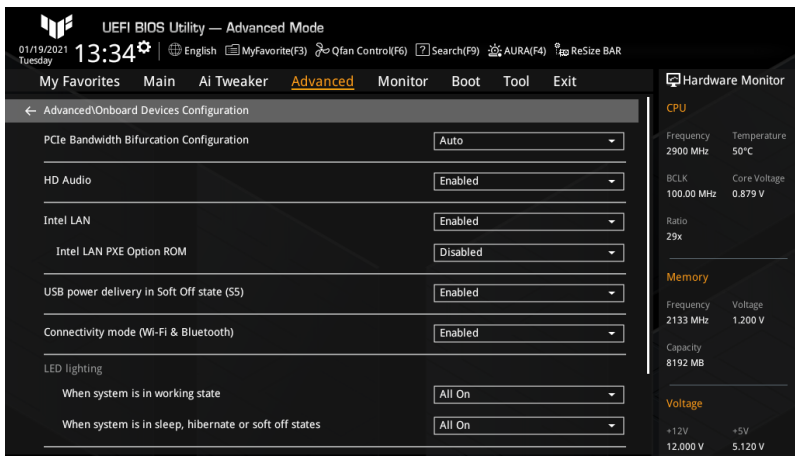 UEFI BIOS Utility — Advanced Mode
01/19/2021 Tuesday 13:34 English MyFavorite(F3) Qfan Control(F6) ? Search(F9) AURA(F4) ReSize BAR
My Favorites Main Ai Tweaker Advanced Monitor Boot Tool Exit
← Advanced\Onboard Devices Configuration
PCIe Bandwidth Bifurcation Configuration Auto
HD Audio Enabled
Intel LAN Enabled
Intel LAN PXE Option ROM Disabled
USB power delivery in Soft Off state (S5) Enabled
Connectivity mode (Wi-Fi & Bluetooth) Enabled
LED lighting
When system is in working state All On
When system is in sleep, hibernate or soft off states All On
Hardware Monitor
CPU
Frequency Temperature
2900 MHz 50°C
BCLK Core Voltage
100.00 MHz 0.879 V
Ratio
29x
Memory
Frequency Voltage
2133 MHz 1.200 V
Capacity
8192 MB
Voltage
+12V +5V
12.000 V 5.120 V